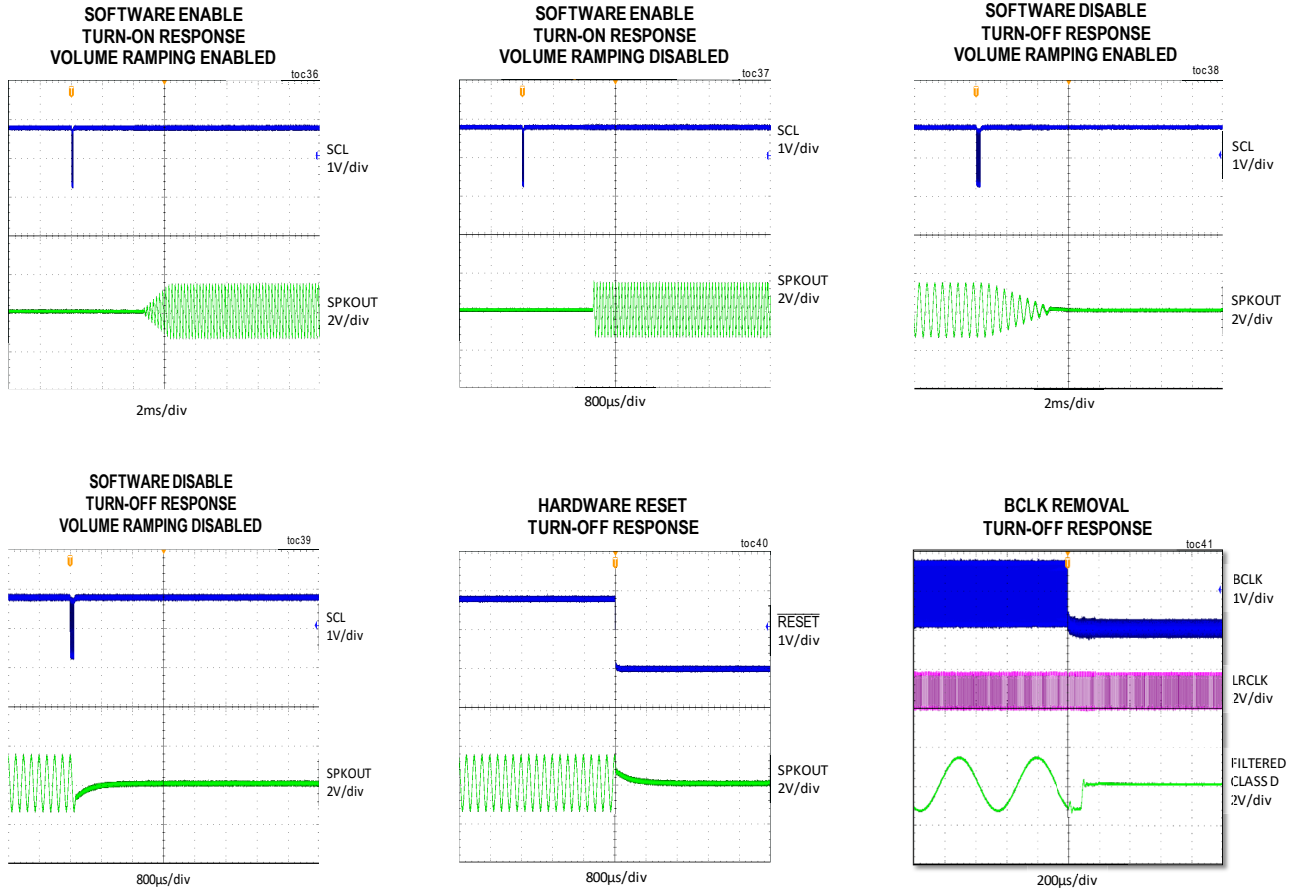 SOFTWARE ENABLE
TURN-ON RESPONSE
VOLUME RAMPING ENABLED
toc36
SCL
1V/div
SPKOUT
2V/div
2ms/div
SOFTWARE ENABLE
TURN-ON RESPONSE
VOLUME RAMPING DISABLED
toc37
SCL
1V/div
SPKOUT
2V/div
800µs/div
SOFTWARE DISABLE
TURN-OFF RESPONSE
VOLUME RAMPING ENABLED
toc38
SCL
1V/div
SPKOUT
2V/div
2ms/div
SOFTWARE DISABLE
TURN-OFF RESPONSE
VOLUME RAMPING DISABLED
toc39
SCL
1V/div
SPKOUT
2V/div
800µs/div
HARDWARE RESET
TURN-OFF RESPONSE
toc40
RESET
1V/div
SPKOUT
2V/div
800µs/div
BCLK REMOVAL
TURN-OFF RESPONSE
toc41
BCLK
1V/div
LRCLK
2V/div
FILTERED
CLASS D
2V/div
200µs/div